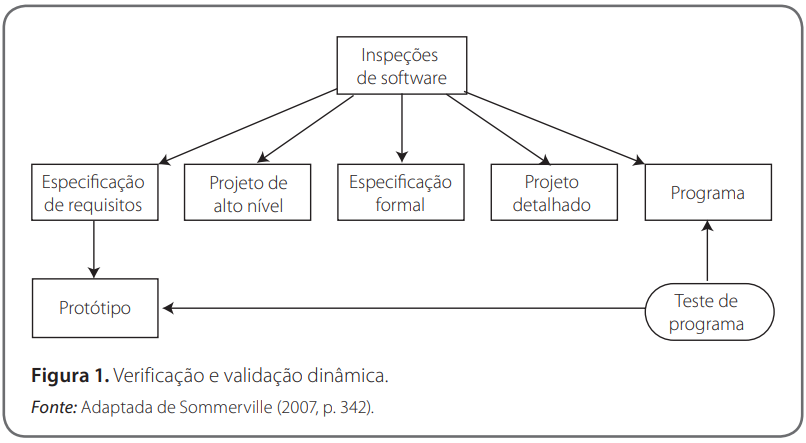 Inspeções
de software
Especificação
de requisitos
Projeto de
alto nível
Especificação
formal
Projeto
detalhado
Programa
Protótipo
Teste de
programa
Figura 1. Verificação e validação dinâmica.
Fonte: Adaptada de Sommerville (2007, p. 342).